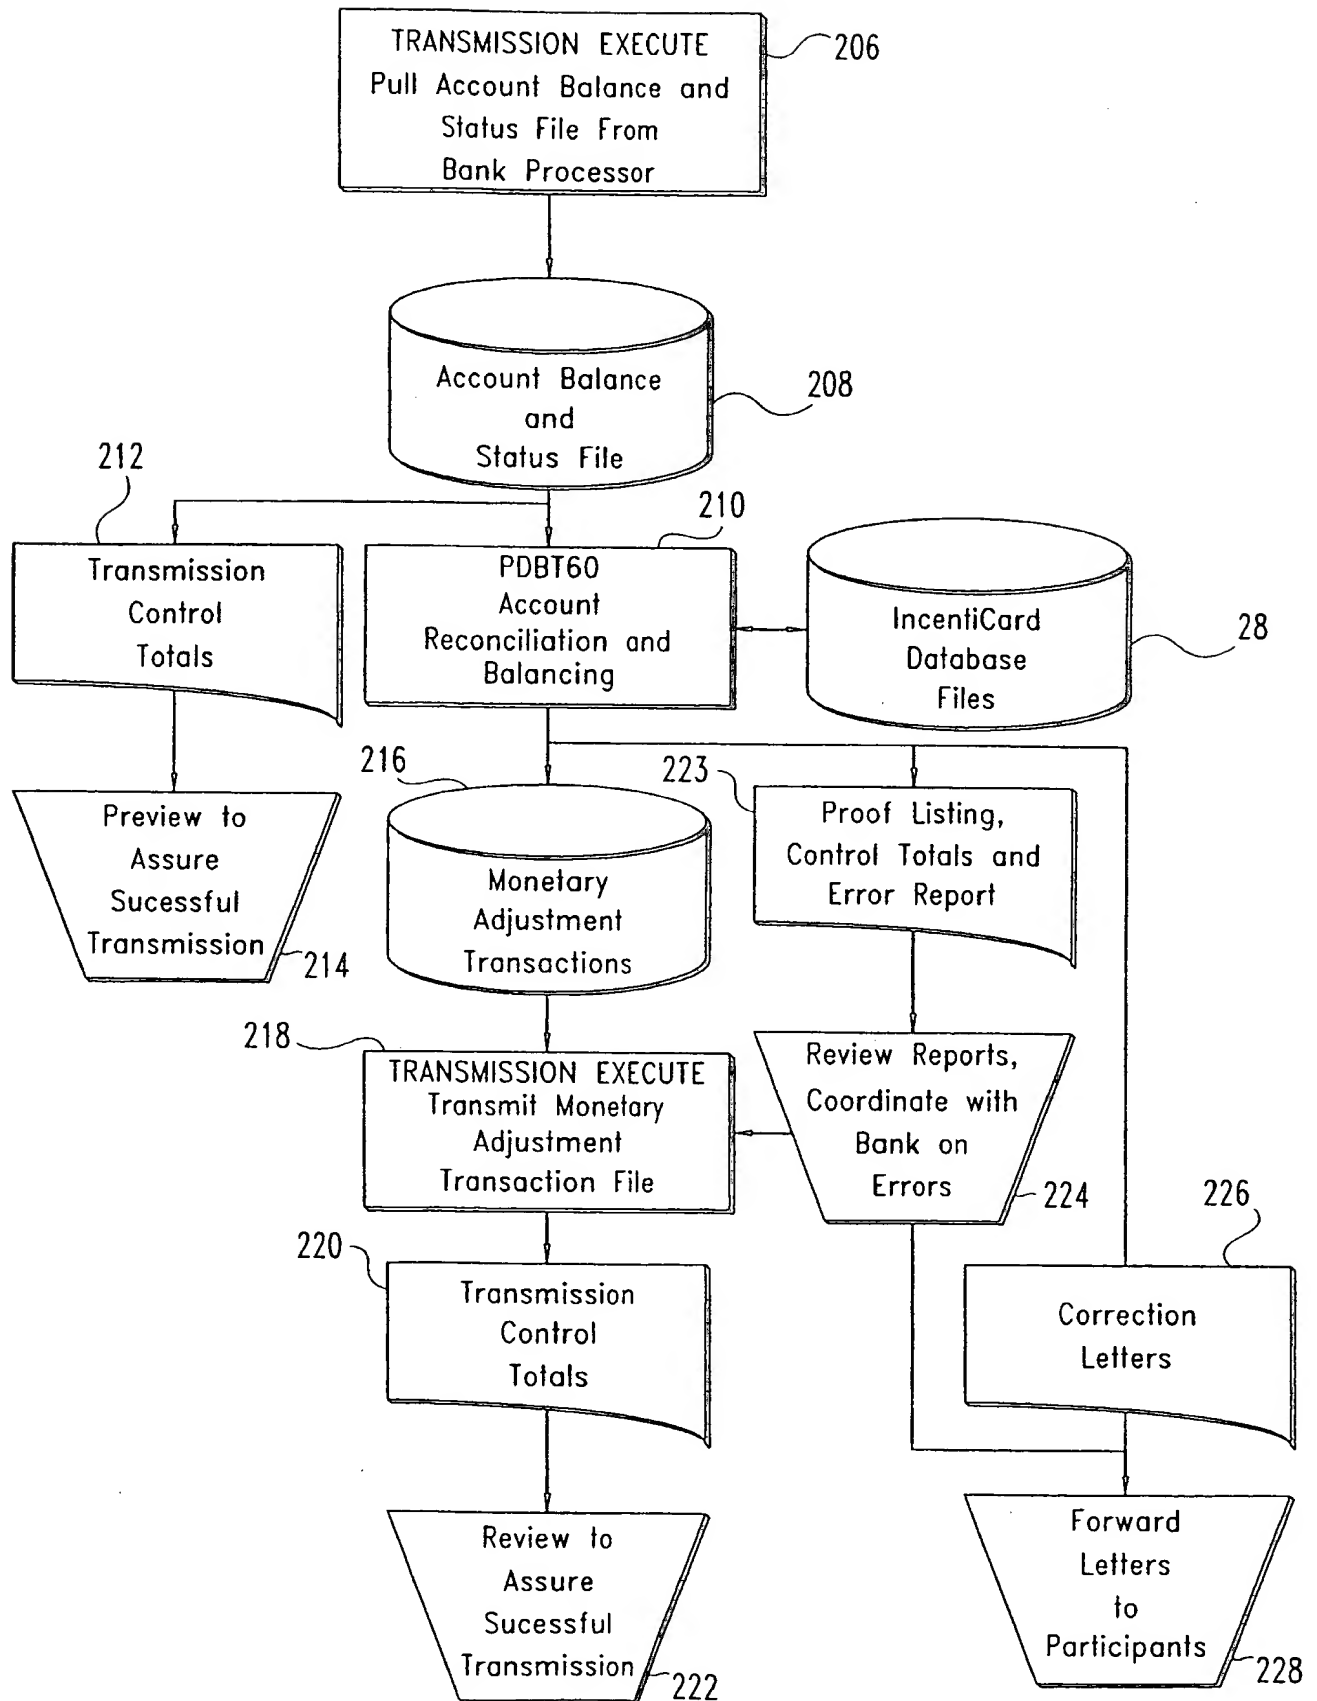 TRANSMISSION EXECUTE
Pull Account Balance and
Status File From
Bank Processor
206
Account Balance
and
Status File
208
212
Transmission
Control
Totals
210
PDBT60
Account
Reconciliation and
Balancing
IncentiCard
Database
Files
28
Preview to
Assure
Sucessful
Transmission
214
216
Monetary
Adjustment
Transactions
223
Proof Listing,
Control Totals and
Error Report
218
TRANSMISSION EXECUTE
Transmit Monetary
Adjustment
Transaction File
Review Reports,
Coordinate with
Bank on
Errors
224
220
Transmission
Control
Totals
226
Correction
Letters
Review to
Assure
Sucessful
Transmission
222
Forward
Letters
to
Participants
228